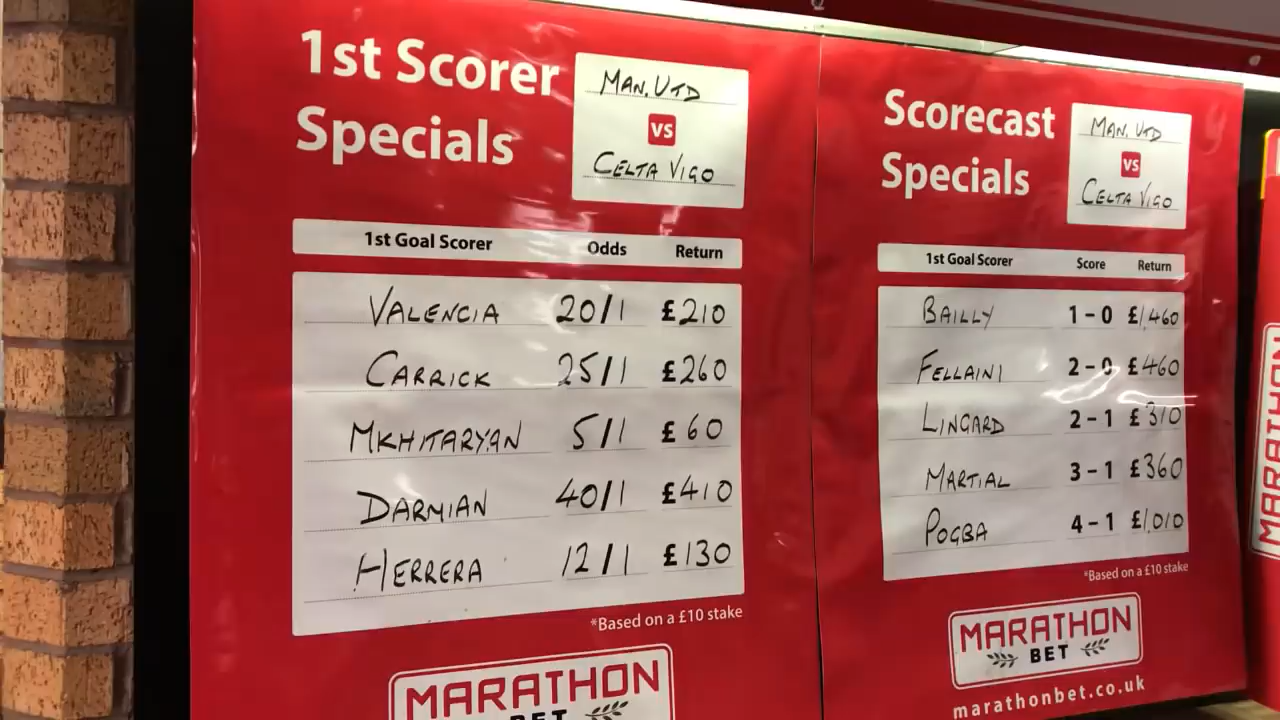 1st Scorer
Specials
MAN. UTD
VS
CELTA VIGO
1st Goal Scorer Odds Return
VALENCIA 20/1 £210
CARRICK 25/1 £260
MKHITARYAN 5/1 £60
DARMIAN 40/1 £410
HERRERA 12/1 £130
*Based on a £10 stake
MARATHON
BET
Scorecast
Specials
MAN. UTD
VS
CELTA VIGO
1st Goal Scorer Score Return
BAILLY 1-0 £1,460
FELLAINI 2-0 £460
LINGARD 2-1 £310
MARTIAL 3-1 £360
POGBA 4-1 £1,010
*Based on a £10 stake
MARATHON
BET
marathonbet.co.uk
MARATHON